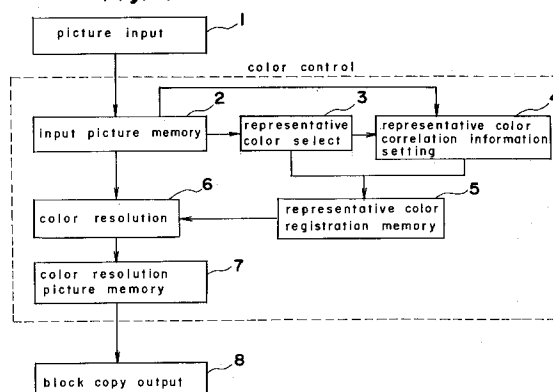 1
picture input
color control
2
3
4
input picture memory
representative
color select
representative color
correlation information
setting
6
5
color resolution
representative color
registration memory
7
color resolution
picture memory
8
block copy output